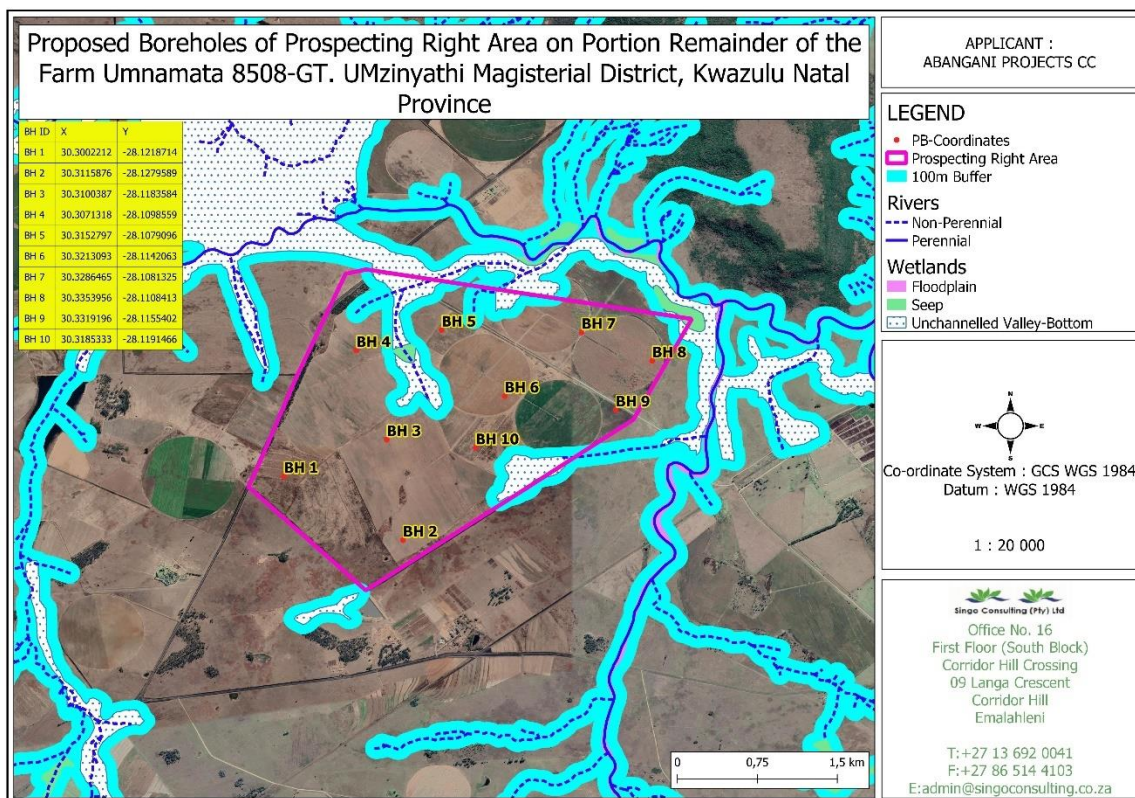 Proposed Boreholes of Prospecting Right Area on Portion Remainder of the
Farm Umnamata 8508-GT. UMzinyathi Magisterial District, Kwazulu Natal
Province
BH ID X Y
BH 1 30.3002212 -28.1218714
BH 2 30.3115876 -28.1279589
BH 3 30.3100387 -28.1183584
BH 4 30.3071318 -28.1098559
BH 5 30.3152797 -28.1079096
BH 6 30.3213093 -28.1142063
BH 7 30.3286465 -28.1081325
BH 8 30.3353956 -28.1108413
BH 9 30.3319196 -28.1155402
BH 10 30.3185333 -28.1191466
BH 5
BH 7
BH 4
BH 8
BH 6
BH 9
BH 3
BH 10
BH 1
BH 2
0 0,75 1,5 km
APPLICANT :
ABANGANI PROJECTS CC
LEGEND
PB-Coordinates
Prospecting Right Area
100m Buffer
Rivers
Non-Perennial
Perennial
Wetlands
Floodplain
Seep
Unchannelled Valley-Bottom
N
W E
S
Co-ordinate System : GCS WGS 1984
Datum : WGS 1984
1 : 20 000
Singo Consulting (Pty) Ltd
Office No. 16
First Floor (South Block)
Corridor Hill Crossing
09 Langa Crescent
Corridor Hill
Emalahleni
T:+27 13 692 0041
F:+27 86 514 4103
E:admin@singoconsulting.co.za